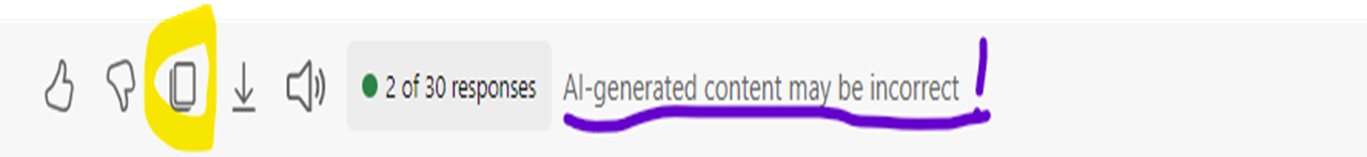 2 of 30 responses AI-generated content may be incorrect !